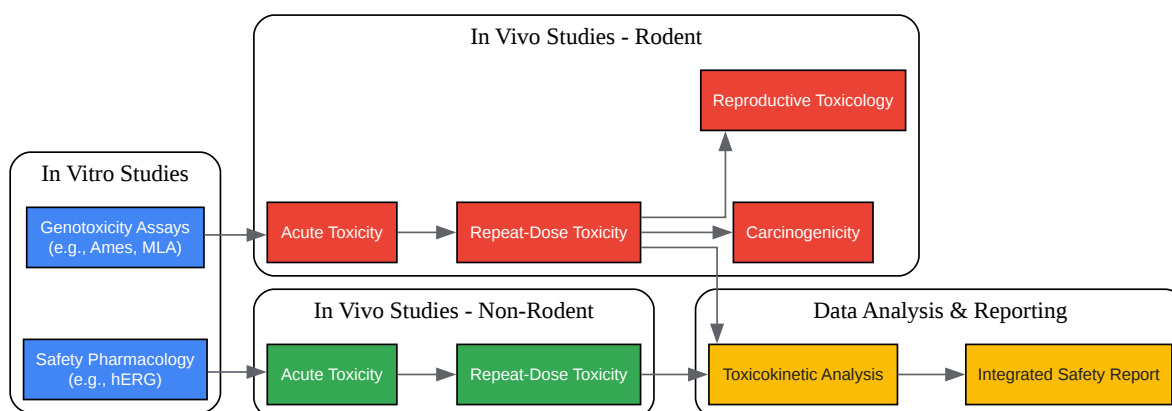 In Vivo Studies - Rodent
Reproductive Toxicology
In Vitro Studies
Genotoxicity Assays
(e.g., Ames, MLA)
Acute Toxicity
Repeat-Dose Toxicity
Carcinogenicity
In Vivo Studies - Non-Rodent
Data Analysis & Reporting
Safety Pharmacology
(e.g., hERG)
Acute Toxicity
Repeat-Dose Toxicity
Toxicokinetic Analysis
Integrated Safety Report